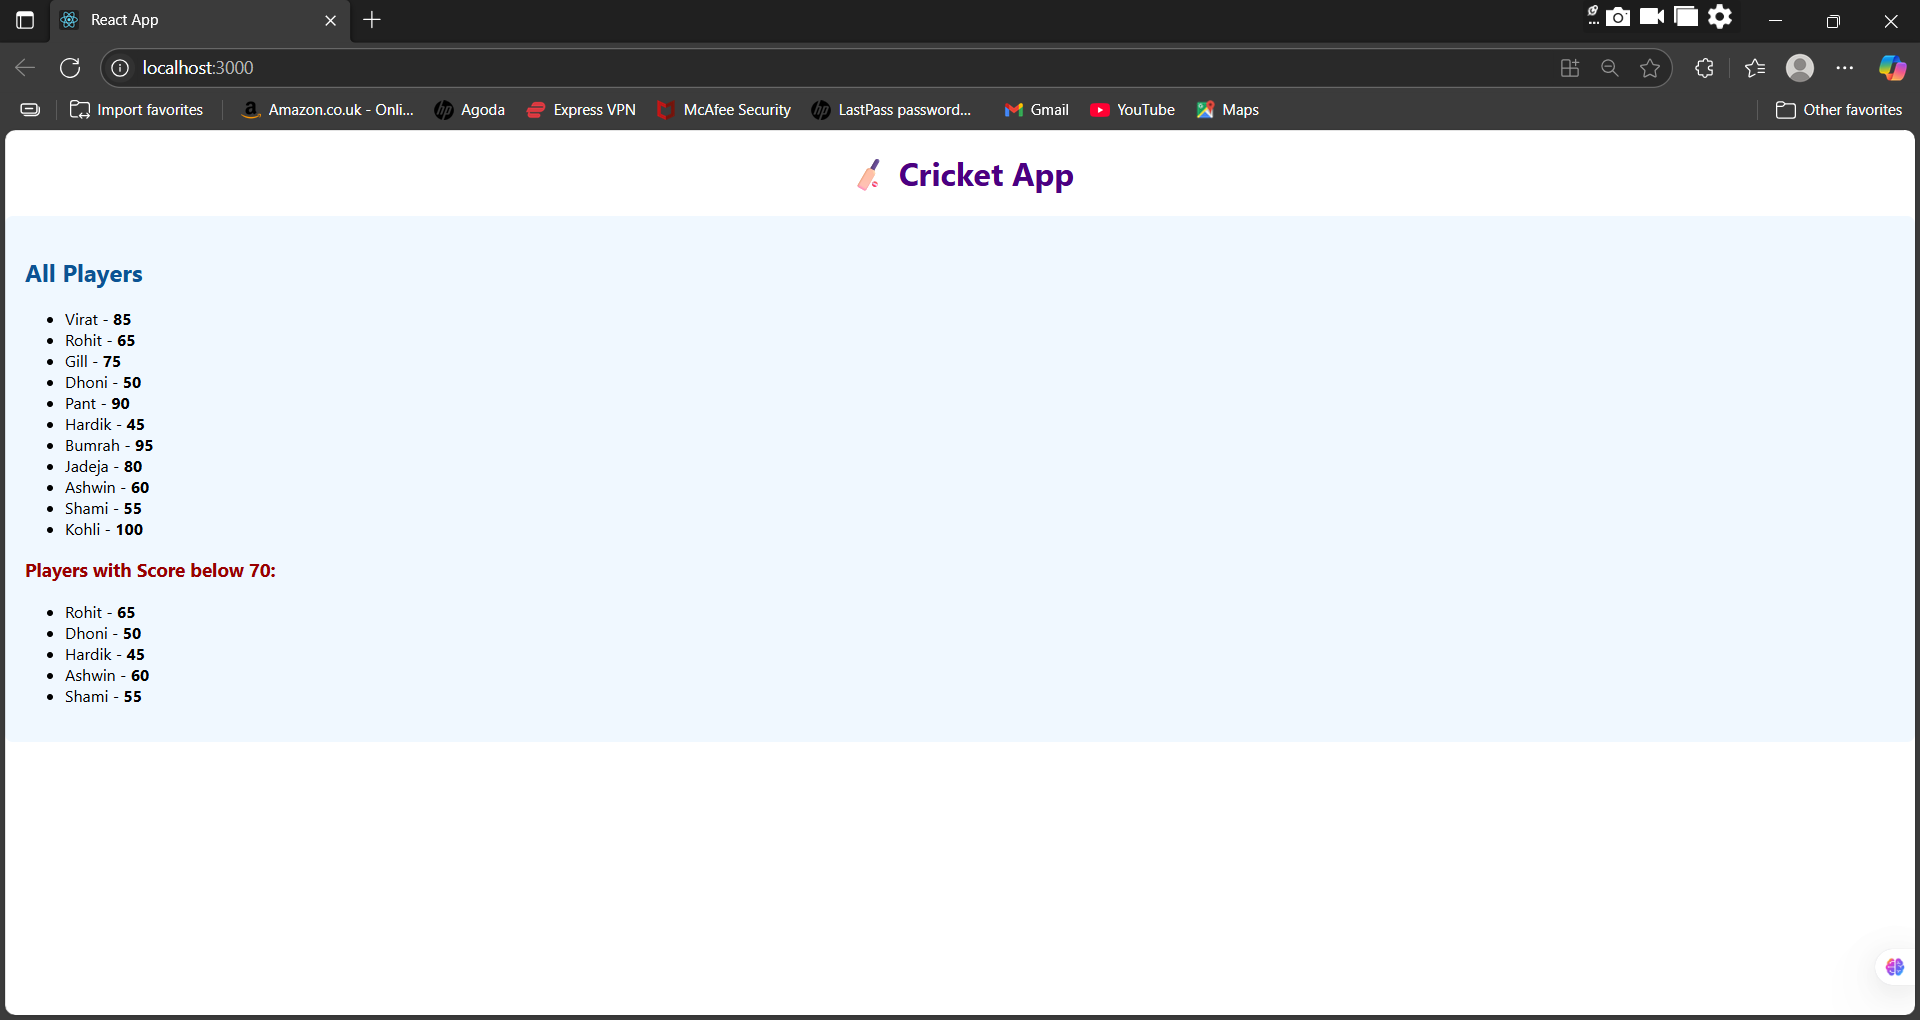 React App
localhost:3000
Import favorites
Amazon.co.uk - Onli...
Agoda
Express VPN
McAfee Security
LastPass password...
Gmail
YouTube
Maps
Other favorites
Cricket App
All Players
• Virat - 85
• Rohit - 65
• Gill - 75
• Dhoni - 50
• Pant - 90
• Hardik - 45
• Bumrah - 95
• Jadeja - 80
• Ashwin - 60
• Shami - 55
• Kohli - 100
Players with Score below 70:
• Rohit - 65
• Dhoni - 50
• Hardik - 45
• Ashwin - 60
• Shami - 55